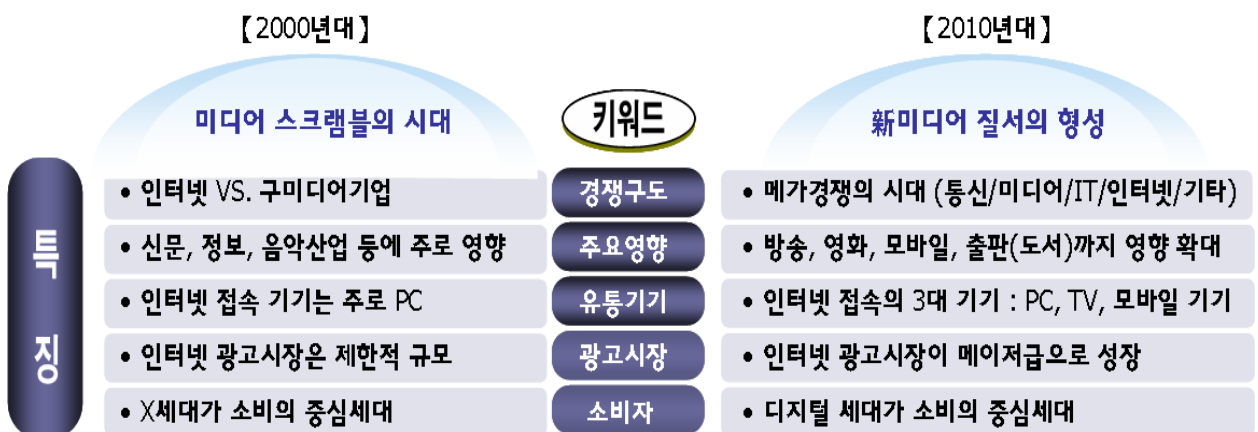 【2000년대】
【2010년대】
미디어 스크램블의 시대
키워드
新미디어 질서의 형성
특징
• 인터넷 VS. 구미디어기업
경쟁구도
• 메가경쟁의 시대 (통신/미디어/IT/인터넷/기타)
• 신문, 정보, 음악산업 등에 주로 영향
주요영향
• 방송, 영화, 모바일, 출판(도서)까지 영향 확대
• 인터넷 접속 기기는 주로 PC
유통기기
• 인터넷 접속의 3대 기기 : PC, TV, 모바일 기기
• 인터넷 광고시장은 제한적 규모
광고시장
• 인터넷 광고시장이 메이저급으로 성장
• X세대가 소비의 중심세대
소비자
• 디지털 세대가 소비의 중심세대